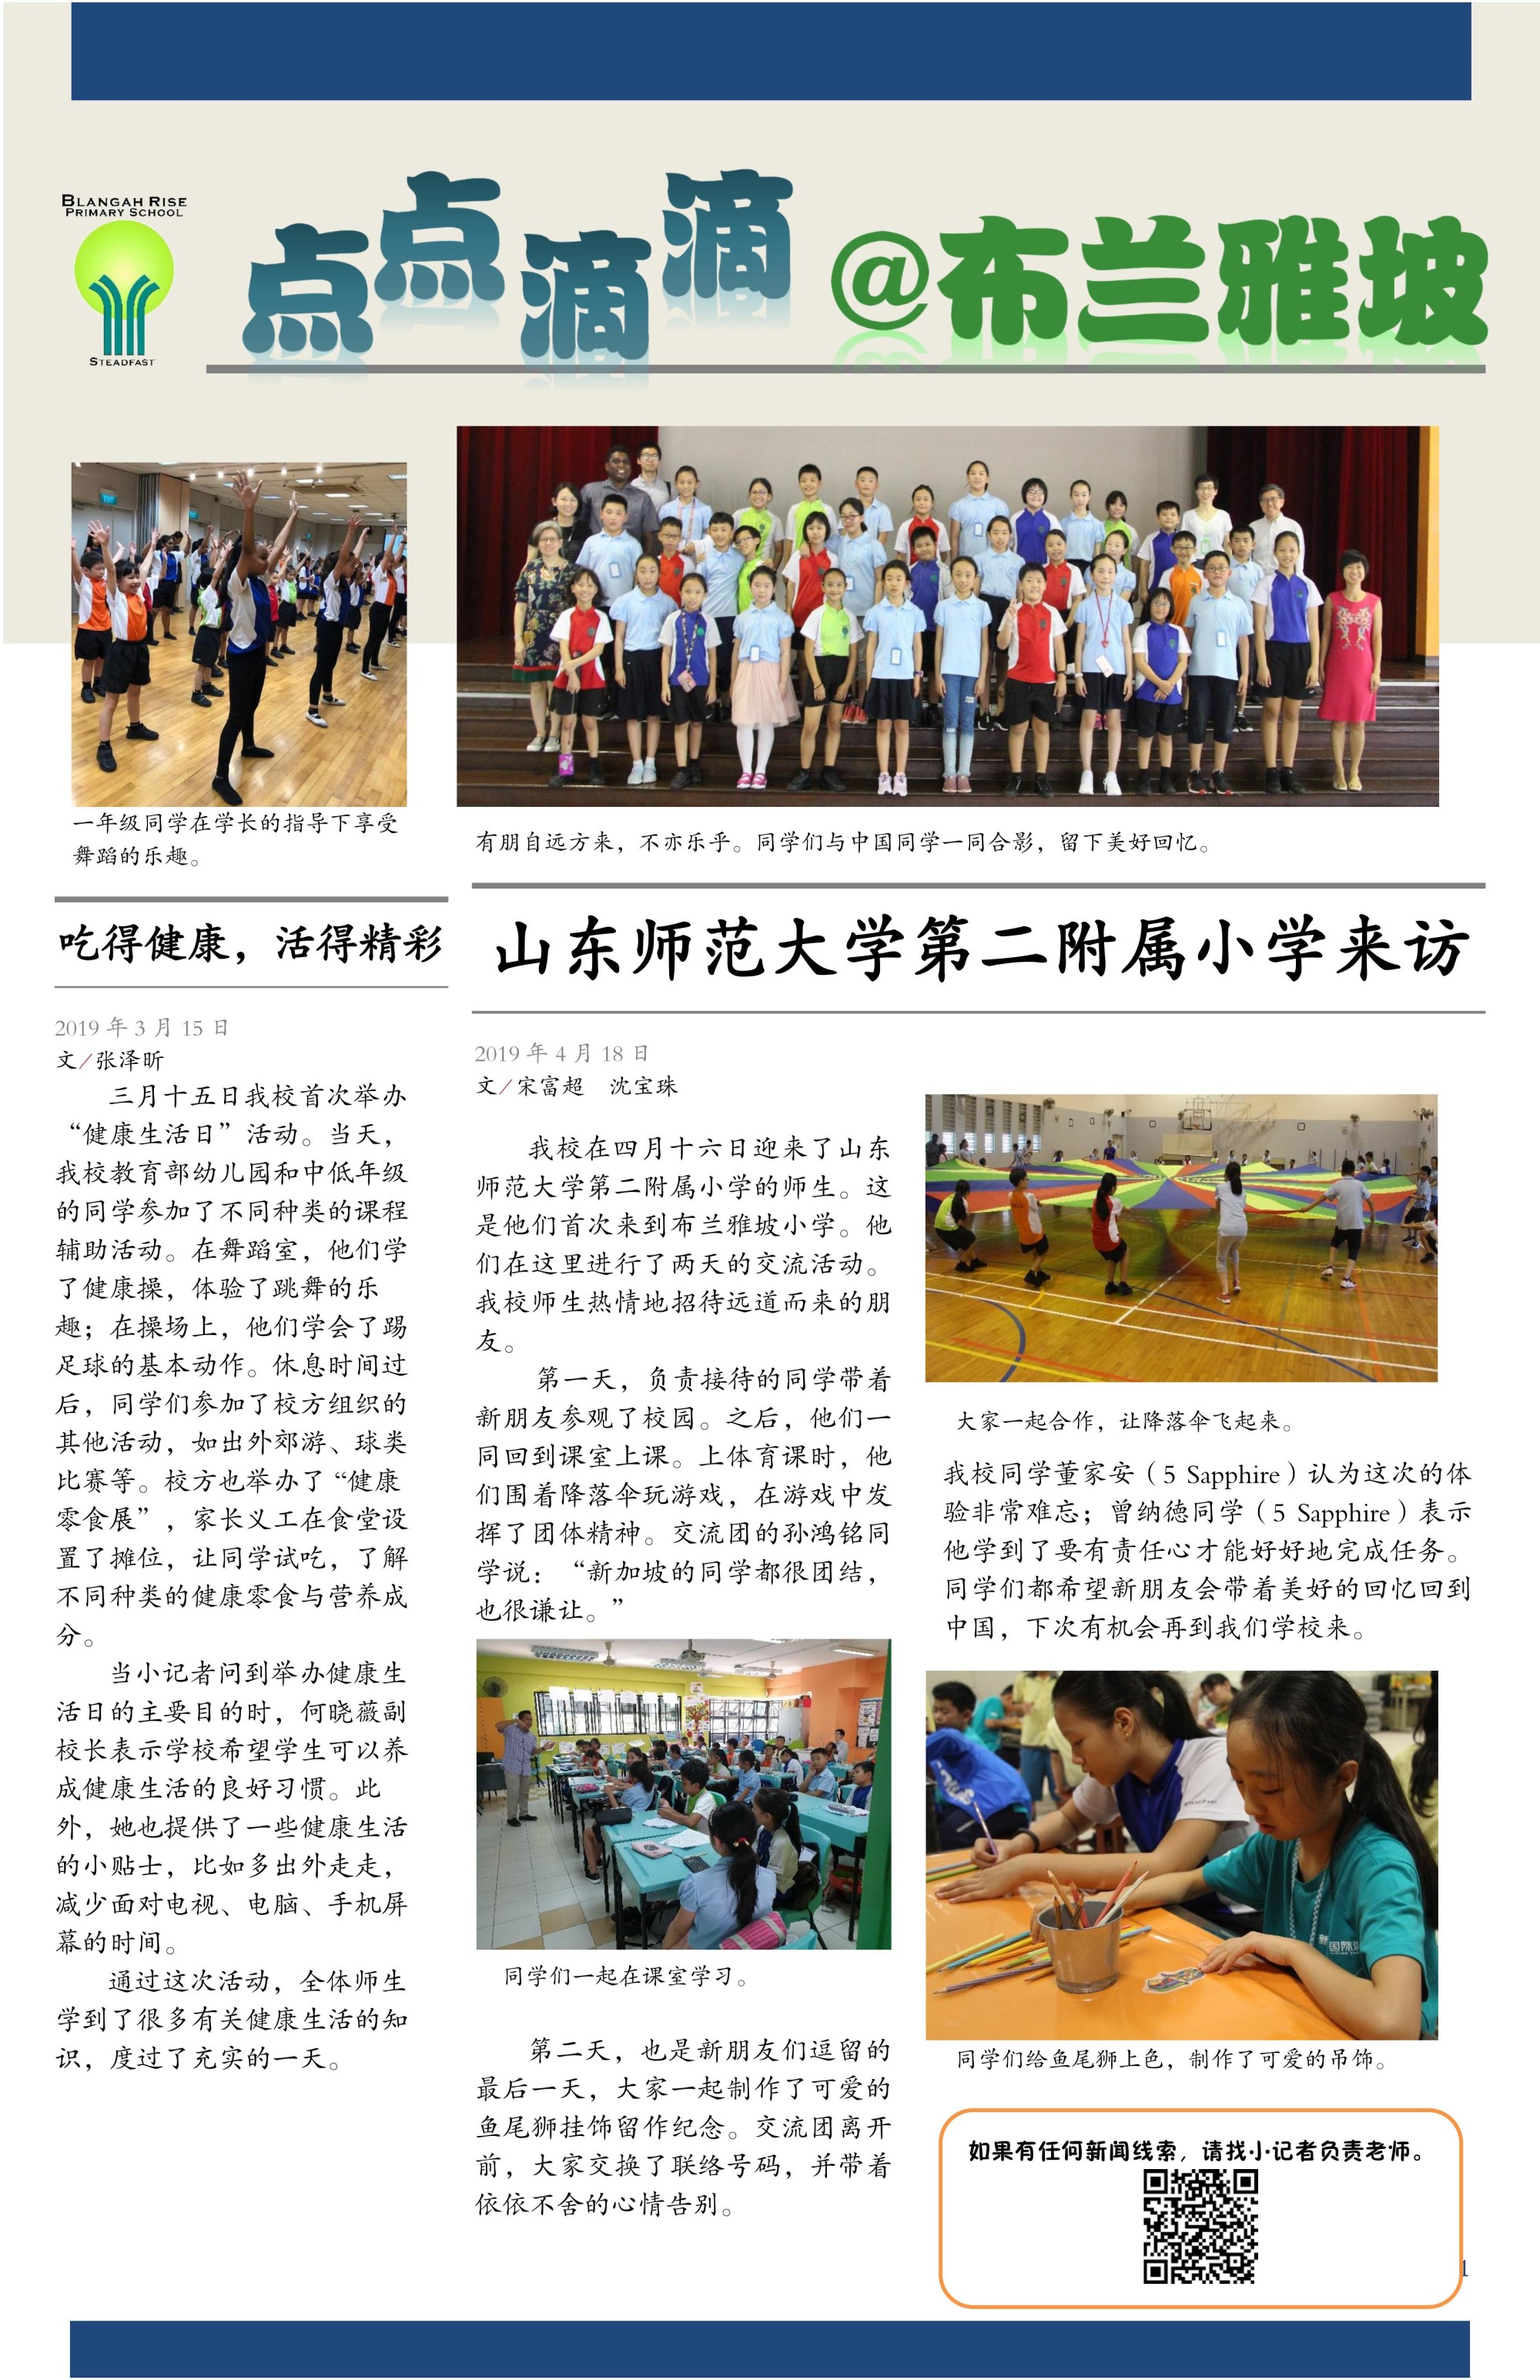 BLANGAH RISE
PRIMARY SCHOOL
STEADFAST
点点滴滴@布兰雅坡
一年级同学在学长的指导下享受
舞蹈的乐趣。
有朋自远方来，不亦乐乎。同学们与中国同学一同合影，留下美好回忆。
吃得健康，活得精彩
2019 年 3 月 15 日
文/张泽昕
三月十五日我校首次举办
“健康生活日”活动。当天，
我校教育部幼儿园和中低年级
的同学参加了不同种类的课程
辅助活动。在舞蹈室，他们学
了健康操，体验了跳舞的乐
趣；在操场上，他们学会了踢
足球的基本动作。休息时间过
后，同学们参加了校方组织的
其他活动，如出外郊游、球类
比赛等。校方也举办了 “健康
零食展”，家长义工在食堂设
置了摊位，让同学试吃，了解
不同种类的健康零食与营养成
分。
当小记者问到举办健康生
活日的主要目的时，何晓薇副
校长表示学校希望学生可以养
成健康生活的良好习惯。此
外，她也提供了一些健康生活
的小贴士，比如多出外走走，
减少面对电视、电脑、手机屏
幕的时间。
通过这次活动，全体师生
学到了很多有关健康生活的知
识，度过了充实的一天。
山东师范大学第二附属小学来访
2019 年 4 月 18 日
文/宋富超 沈宝珠
我校在四月十六日迎来了山东
师范大学第二附属小学的师生。这
是他们首次来到布兰雅坡小学。他
们在这里进行了两天的交流活动。
我校师生热情地招待远道而来的朋
友。
第一天，负责接待的同学带着
新朋友参观了校园。之后，他们一
同回到课室上课。上体育课时，他
们围着降落伞玩游戏，在游戏中发
挥了团体精神。交流团的孙鸿铭同
学说：“新加坡的同学都很团结，
也很谦让。”
同学们一起在课室学习。
第二天，也是新朋友们逗留的
最后一天，大家一起制作了可爱的
鱼尾狮挂饰留作纪念。交流团离开
前，大家交换了联络号码，并带着
依依不舍的心情告别。
大家一起合作，让降落伞飞起来。
我校同学董家安（5 Sapphire）认为这次的体
验非常难忘；曾纳德同学（5 Sapphire）表示
他学到了要有责任心才能好好地完成任务。
同学们都希望新朋友会带着美好的回忆回到
中国，下次有机会再到我们学校来。
同学们给鱼尾狮上色，制作了可爱的吊饰。
如果有任何新闻线索，请找小记者负责老师。
1